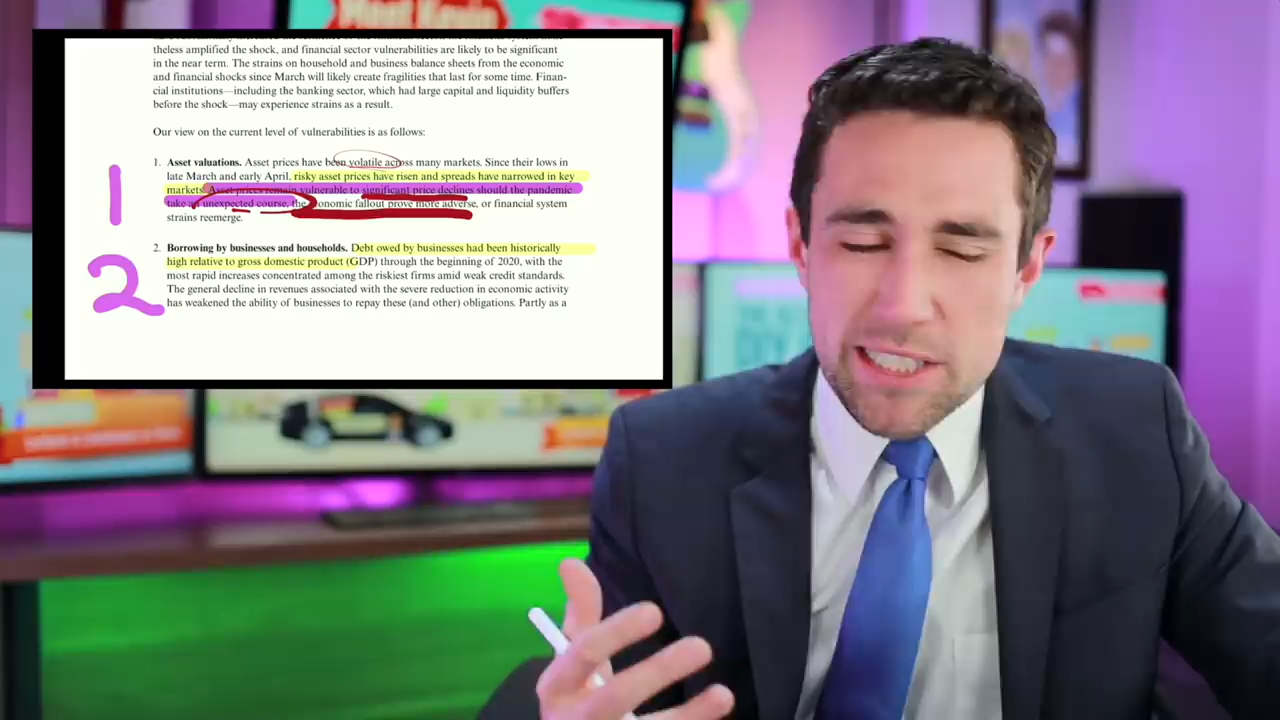 Meet Kevin
theless amplified the shock, and financial sector vulnerabilities are likely to be significant
in the near term. The strains on household and business balance sheets from the economic
and financial shocks since March will likely create fragilities that last for some time. Finan-
cial institutions—including the banking sector, which had large capital and liquidity buffers
before the shock—may experience strains as a result.
Our view on the current level of vulnerabilities is as follows:
1. Asset valuations. Asset prices have been volatile across many markets. Since their lows in
late March and early April, risky asset prices have risen and spreads have narrowed in key
markets. Asset prices remain vulnerable to significant price declines should the pandemic
take an unexpected course, the economic fallout prove more adverse, or financial system
strains reemerge.
1
2. Borrowing by businesses and households. Debt owed by businesses had been historically
high relative to gross domestic product (GDP) through the beginning of 2020, with the
most rapid increases concentrated among the riskiest firms amid weak credit standards.
The general decline in revenues associated with the severe reduction in economic activity
has weakened the ability of businesses to repay these (and other) obligations. Partly as a
2